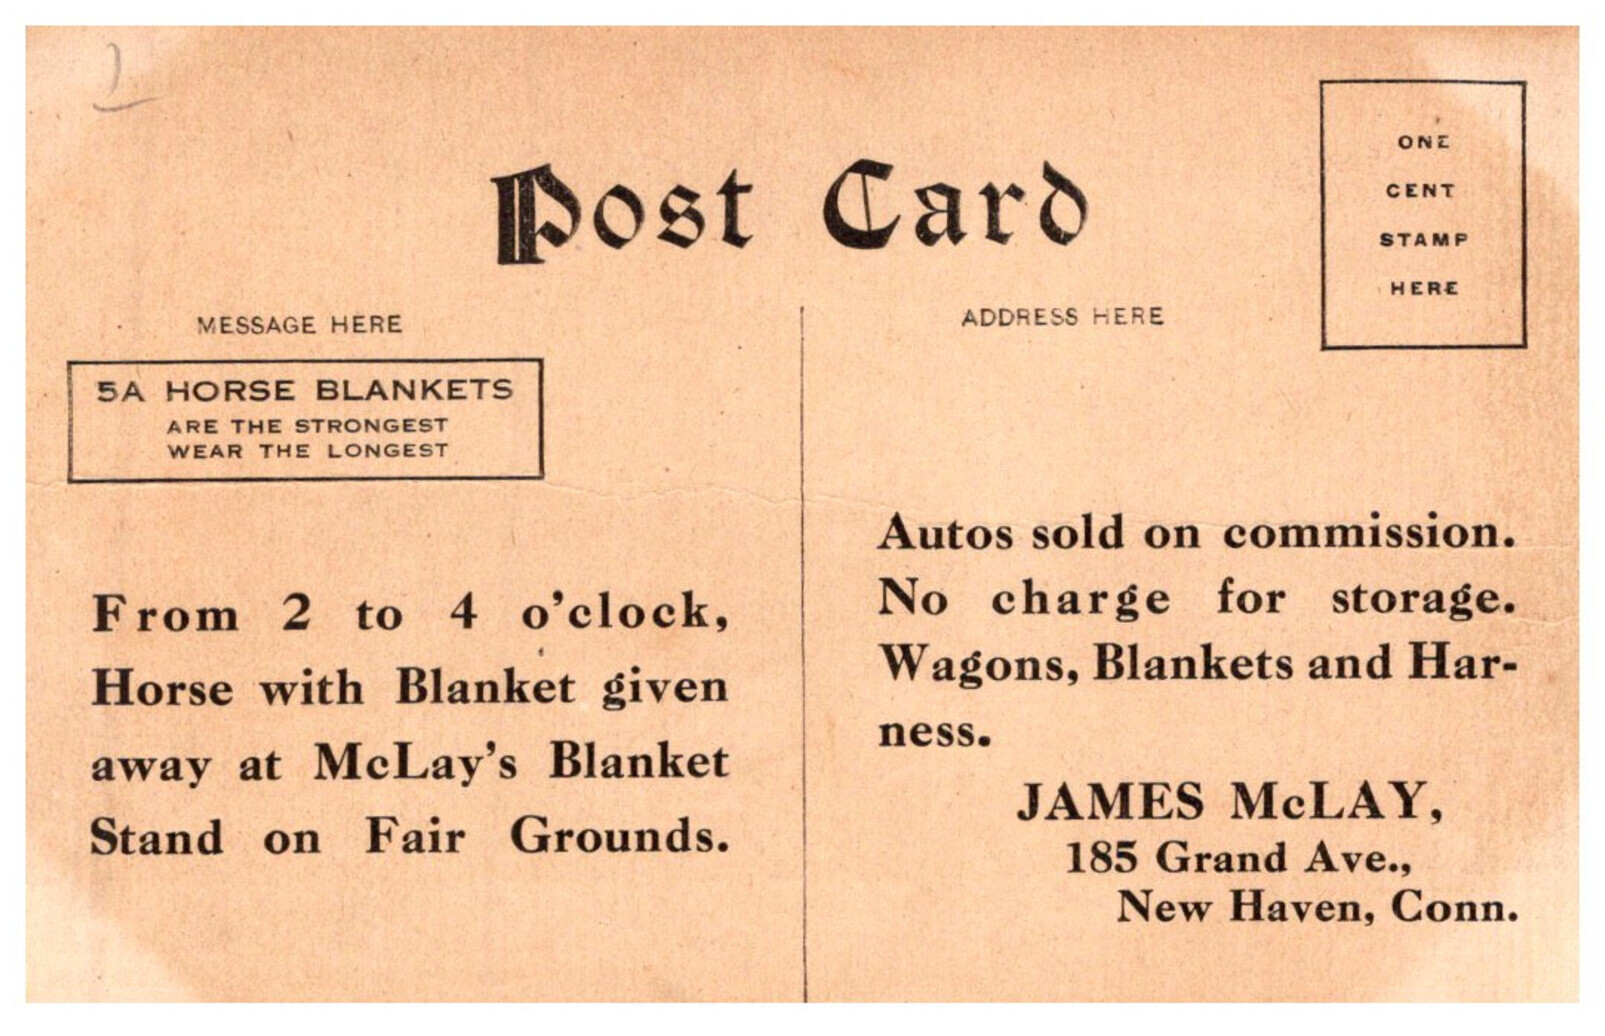 Post Card
ONE
CENT
STAMP
HERE
MESSAGE HERE
5A HORSE BLANKETS
ARE THE STRONGEST
WEAR THE LONGEST
From 2 to 4 o'clock,
Horse with Blanket given
away at McLay's Blanket
Stand on Fair Grounds.
ADDRESS HERE
Autos sold on commission.
No charge for storage.
Wagons, Blankets and Har-
ness.
JAMES McLAY,
185 Grand Ave.,
New Haven, Conn.